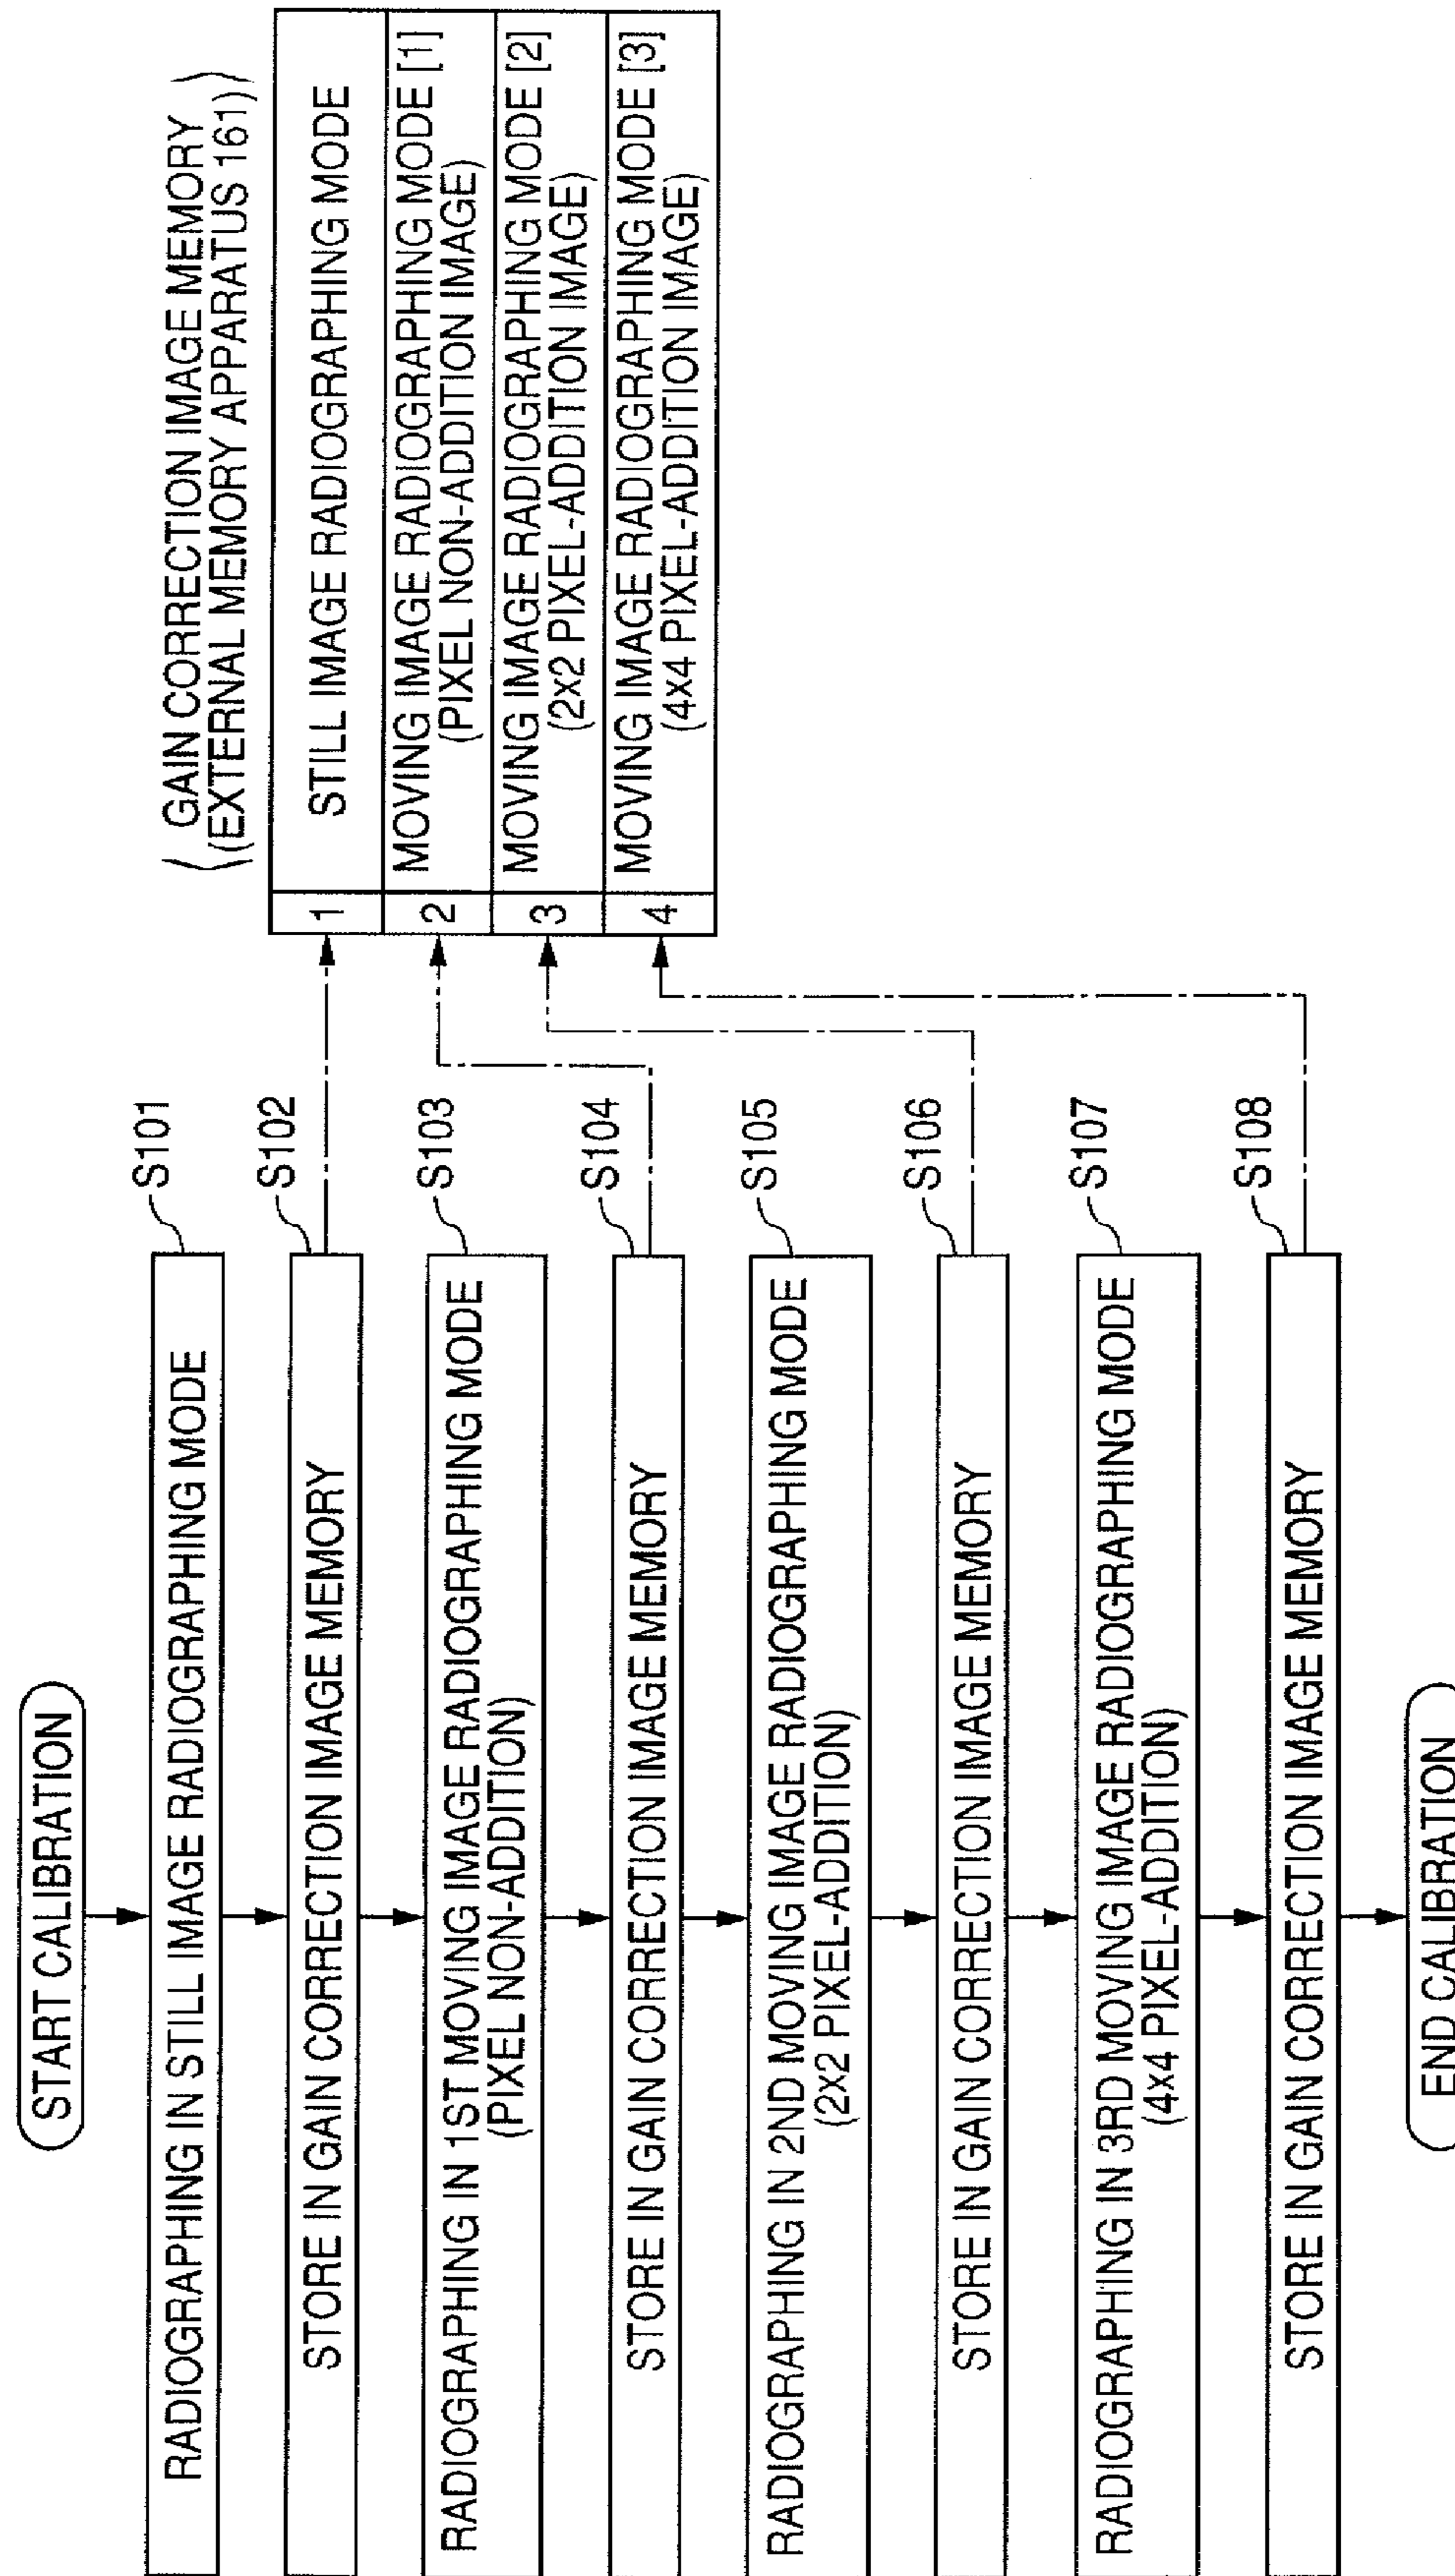 START CALIBRATION
RADIOGRAPHING IN STILL IMAGE RADIOGRAPHING MODE
S101
STORE IN GAIN CORRECTION IMAGE MEMORY
S102
RADIOGRAPHING IN 1ST MOVING IMAGE RADIOGRAPHING MODE
(PIXEL NON-ADDITION)
S103
STORE IN GAIN CORRECTION IMAGE MEMORY
S104
RADIOGRAPHING IN 2ND MOVING IMAGE RADIOGRAPHING MODE
(2x2 PIXEL-ADDITION)
S105
STORE IN GAIN CORRECTION IMAGE MEMORY
S106
RADIOGRAPHING IN 3RD MOVING IMAGE RADIOGRAPHING MODE
(4x4 PIXEL-ADDITION)
S107
STORE IN GAIN CORRECTION IMAGE MEMORY
S108
END CALIBRATION
GAIN CORRECTION IMAGE MEMORY
(EXTERNAL MEMORY APPARATUS 161)
1 STILL IMAGE RADIOGRAPHING MODE
2 MOVING IMAGE RADIOGRAPHING MODE [1]
(PIXEL NON-ADDITION IMAGE)
3 MOVING IMAGE RADIOGRAPHING MODE [2]
(2x2 PIXEL-ADDITION IMAGE)
4 MOVING IMAGE RADIOGRAPHING MODE [3]
(4x4 PIXEL-ADDITION IMAGE)